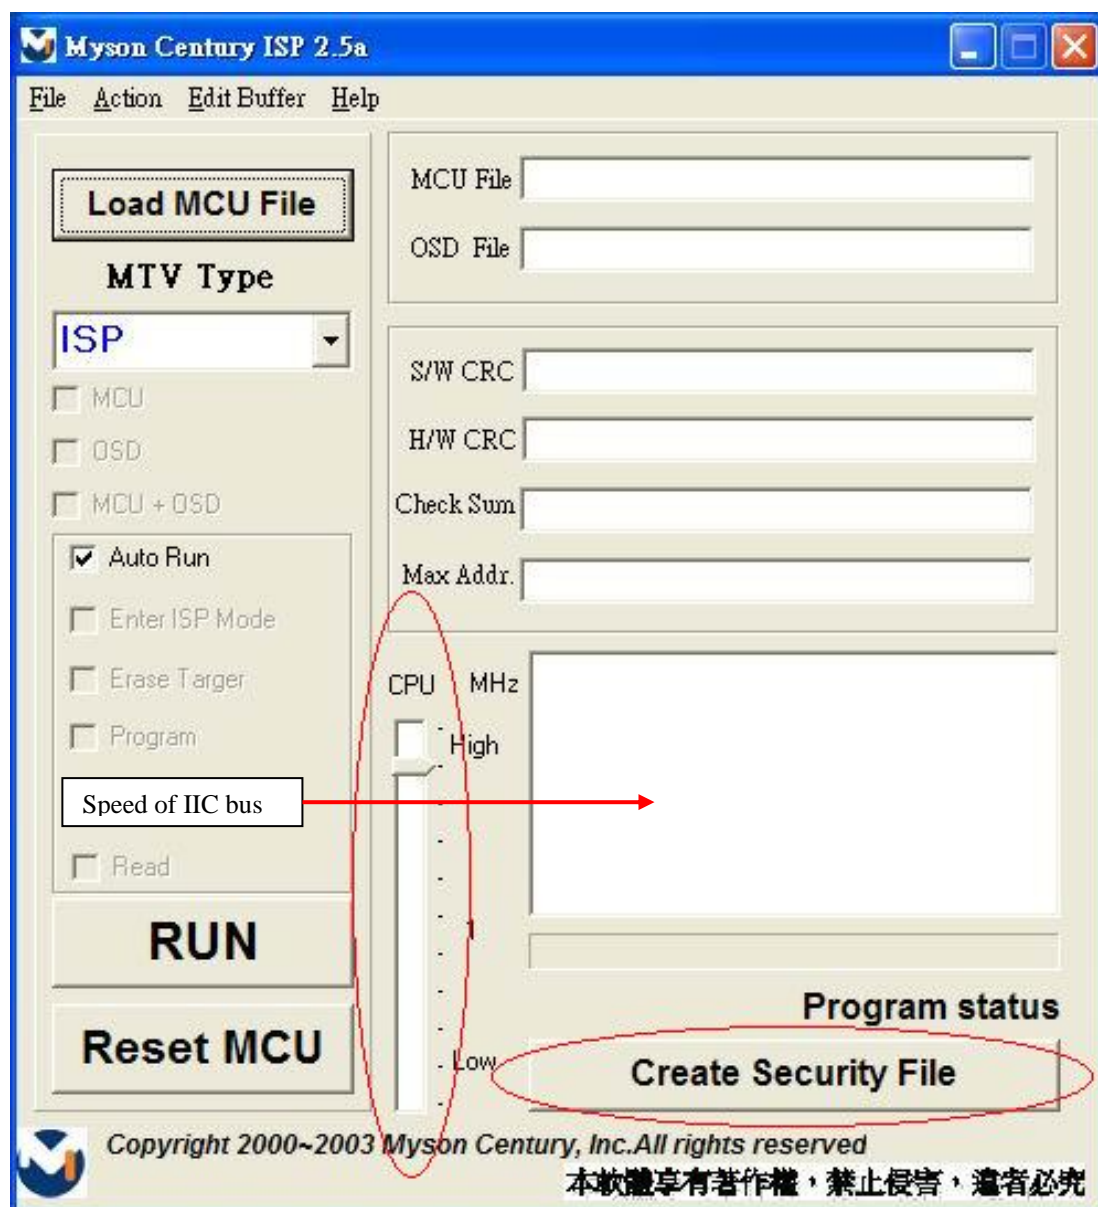 Myson Century ISP 2.5a
File Action Edit Buffer Help
Load MCU File
MTV Type
ISP
MCU
OSD
MCU + OSD
Auto Run
Enter ISP Mode
Erase Targer
Program
Speed of IIC bus
Read
RUN
Reset MCU
MCU File
OSD File
S/W CRC
H/W CRC
Check Sum
Max Addr.
CPU MHz
High
Low
Program status
Create Security File
Copyright 2000~2003 Myson Century, Inc.All rights reserved
本軟體享有著作權，禁止侵害，違者必究